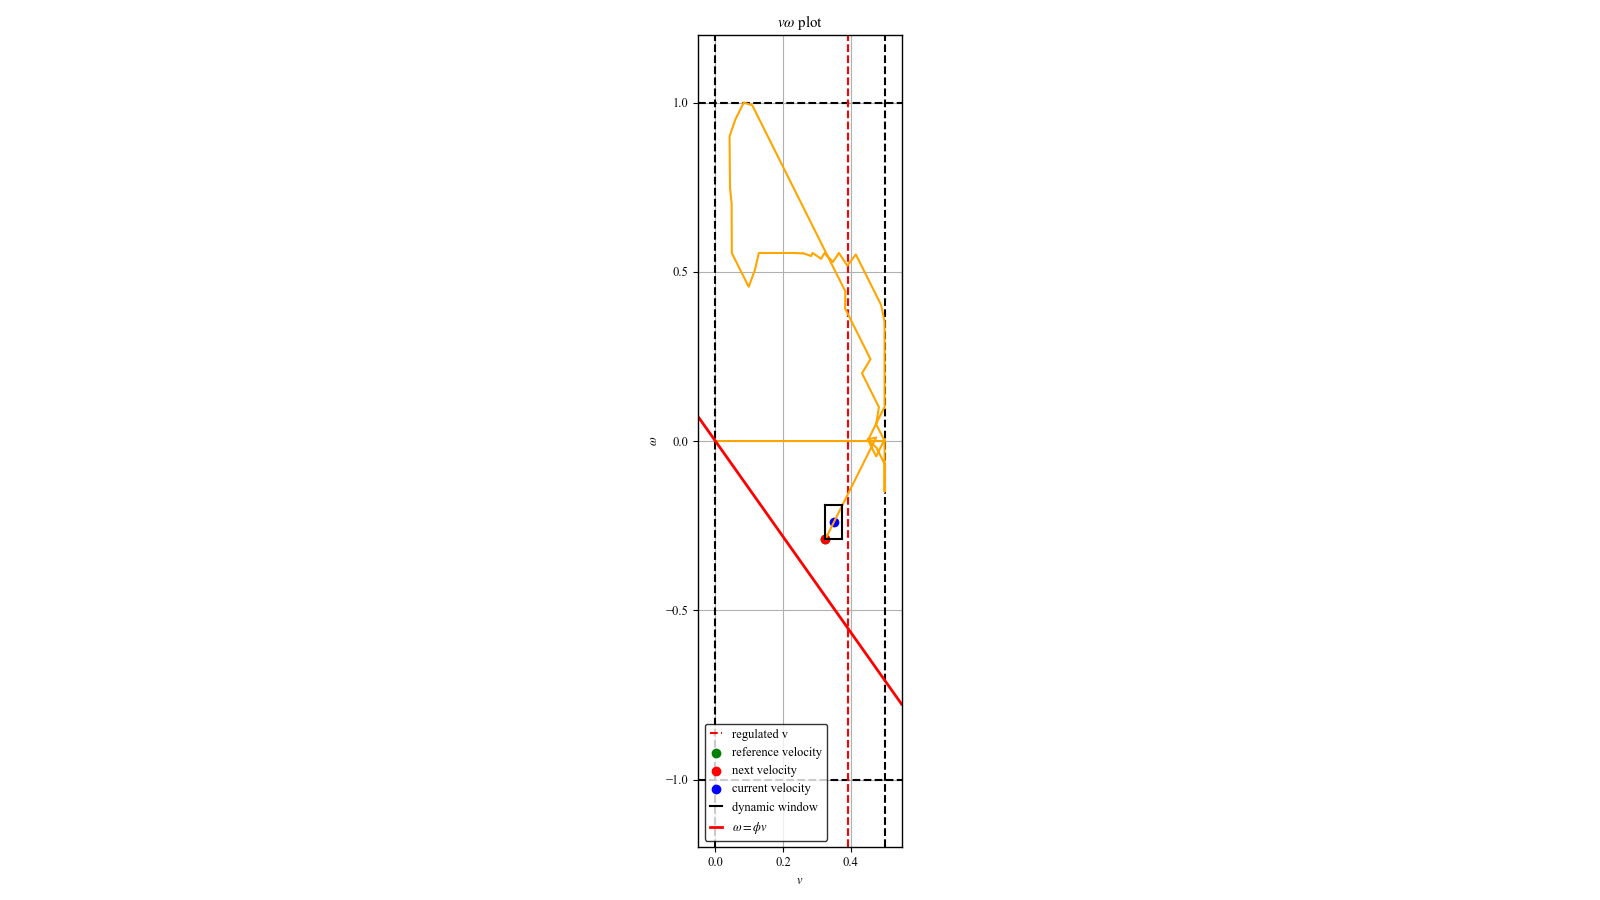 vω plot
1.0
0.5
0.0
−0.5
−1.0
ω
0.0 0.2 0.4
v
regulated v
reference velocity
next velocity
current velocity
dynamic window
ω = ϕv